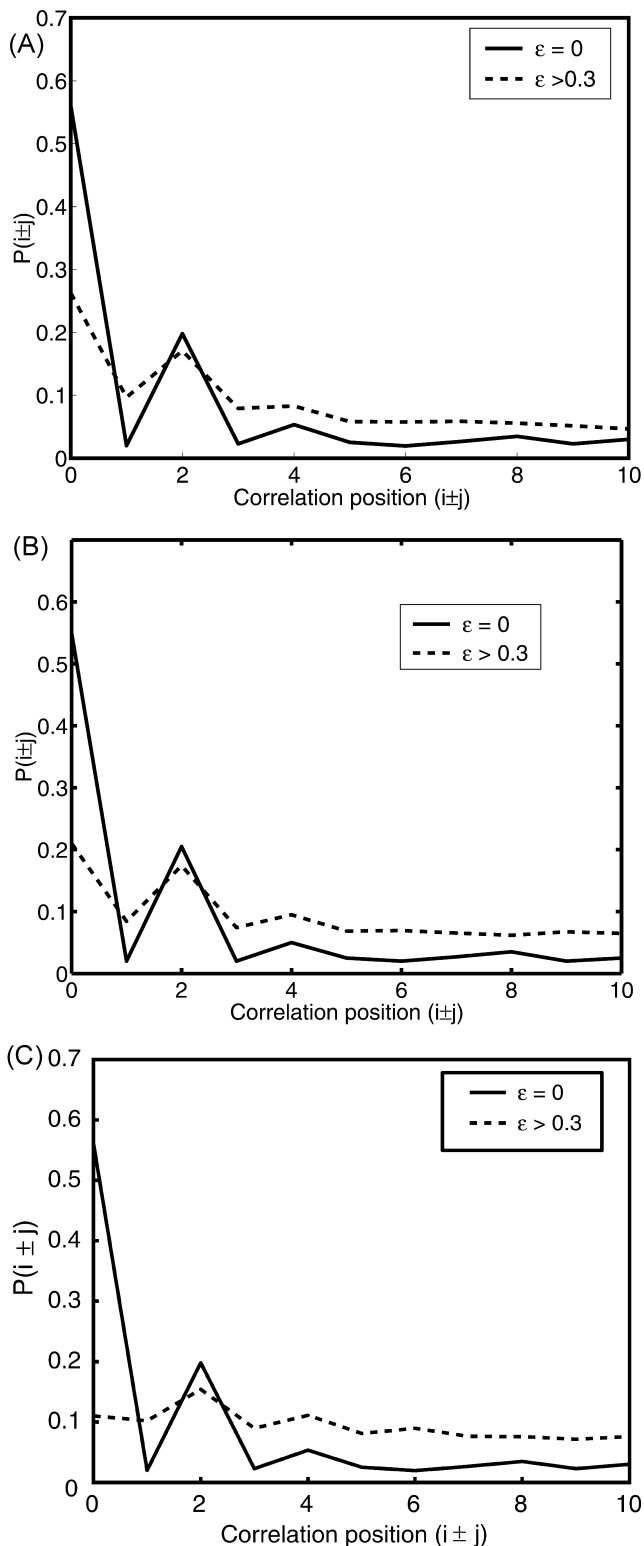 (A)
0.7
0.6
0.5
0.4
0.3
0.2
0.1
0
P(i±j)
ε = 0
ε >0.3
0 2 4 6 8 10
Correlation position (i±j)
(B)
0.6
0.5
0.4
0.3
0.2
0.1
0
P(i±j)
ε = 0
ε > 0.3
0 2 4 6 8 10
Correlation position (i±j)
(C)
0.7
0.6
0.5
0.4
0.3
0.2
0.1
0
P(i ± j)
ε = 0
ε > 0.3
0 2 4 6 8 10
Correlation position (i ± j)